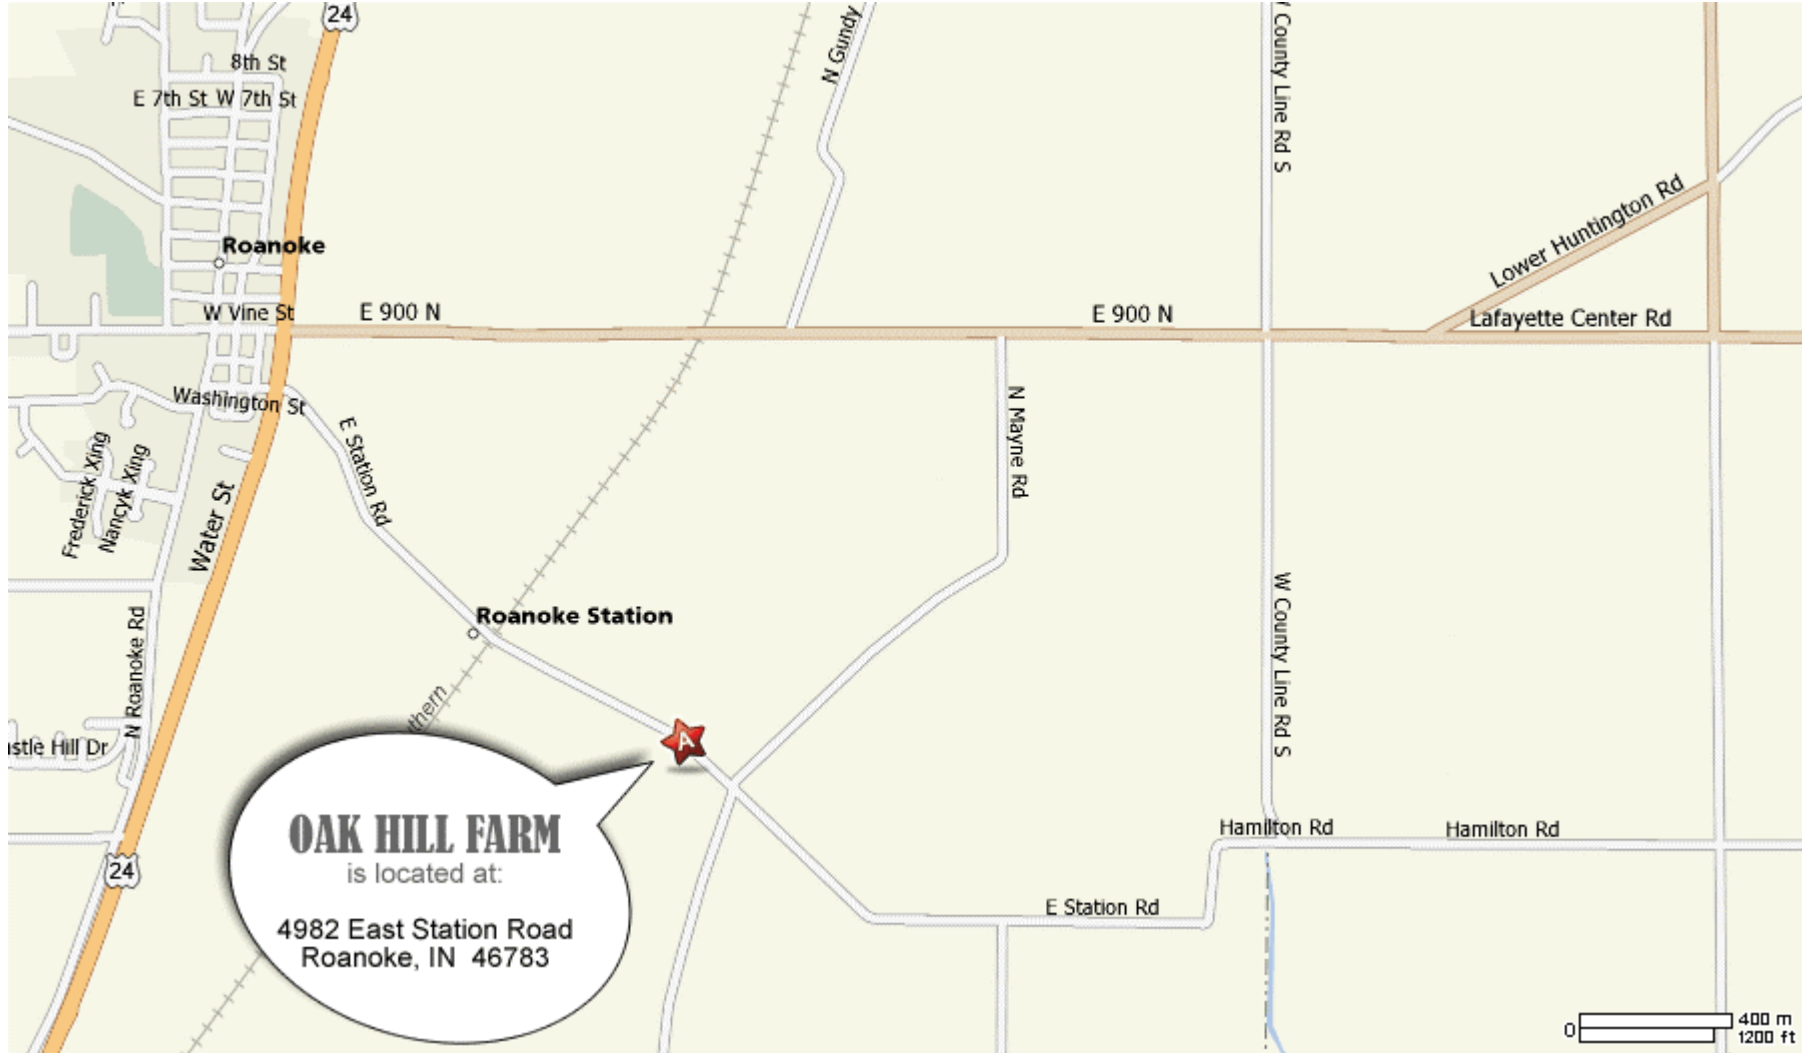 24
N Gundy
W County Line Rd S
8th St
E 7th St W 7th St
Lower Huntington Rd
Roanoke
W Vine St
E 900 N
E 900 N
Lafayette Center Rd
Washington St
E Station Rd
N Mayne Rd
Frederick Xing
Nancyk Xing
Water St
Roanoke Station
N Roanoke Rd
W County Line Rd S
thern
stle Hill Dr
A
24
OAK HILL FARM
is located at:
4982 East Station Road
Roanoke, IN 46783
Hamilton Rd
Hamilton Rd
E Station Rd
0
400 m
1200 ft